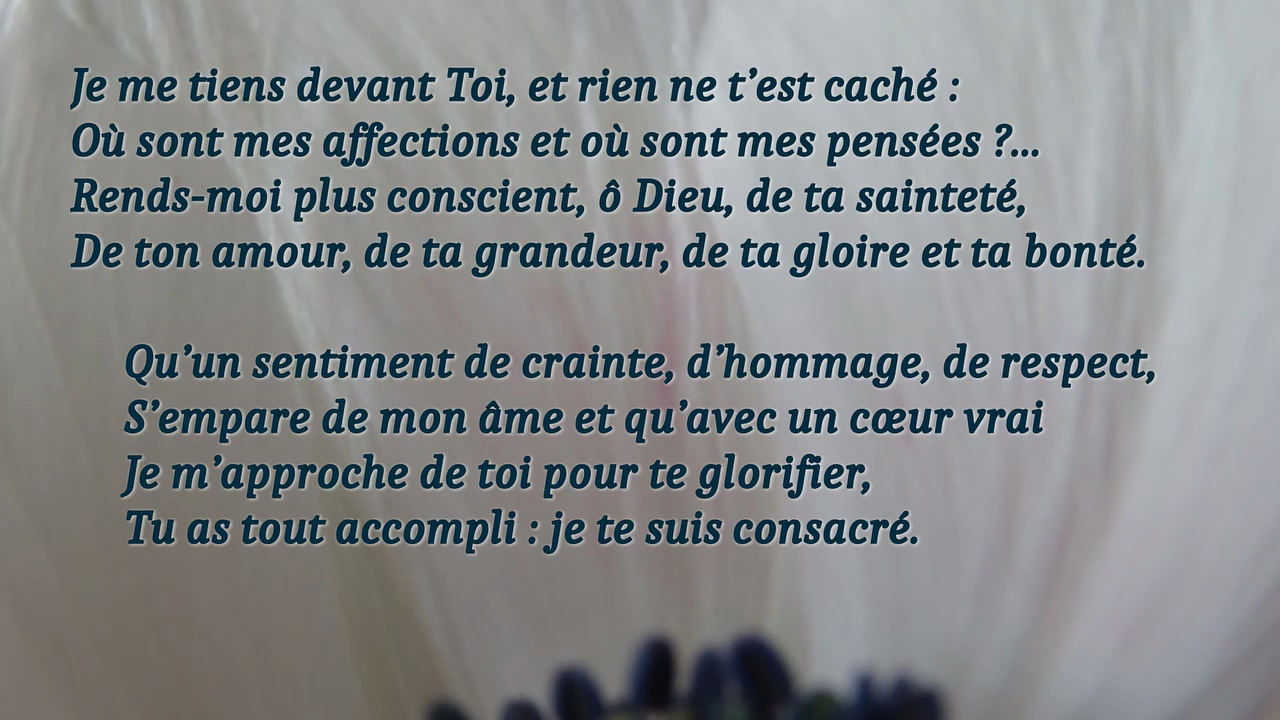 Je me tiens devant Toi, et rien ne t’est caché :
Où sont mes affections et où sont mes pensées ?...
Rends-moi plus conscient, ô Dieu, de ta sainteté,
De ton amour, de ta grandeur, de ta gloire et ta bonté.
Qu’un sentiment de crainte, d’hommage, de respect,
S’empare de mon âme et qu’avec un cœur vrai
Je m’approche de toi pour te glorifier,
Tu as tout accompli : je te suis consacré.